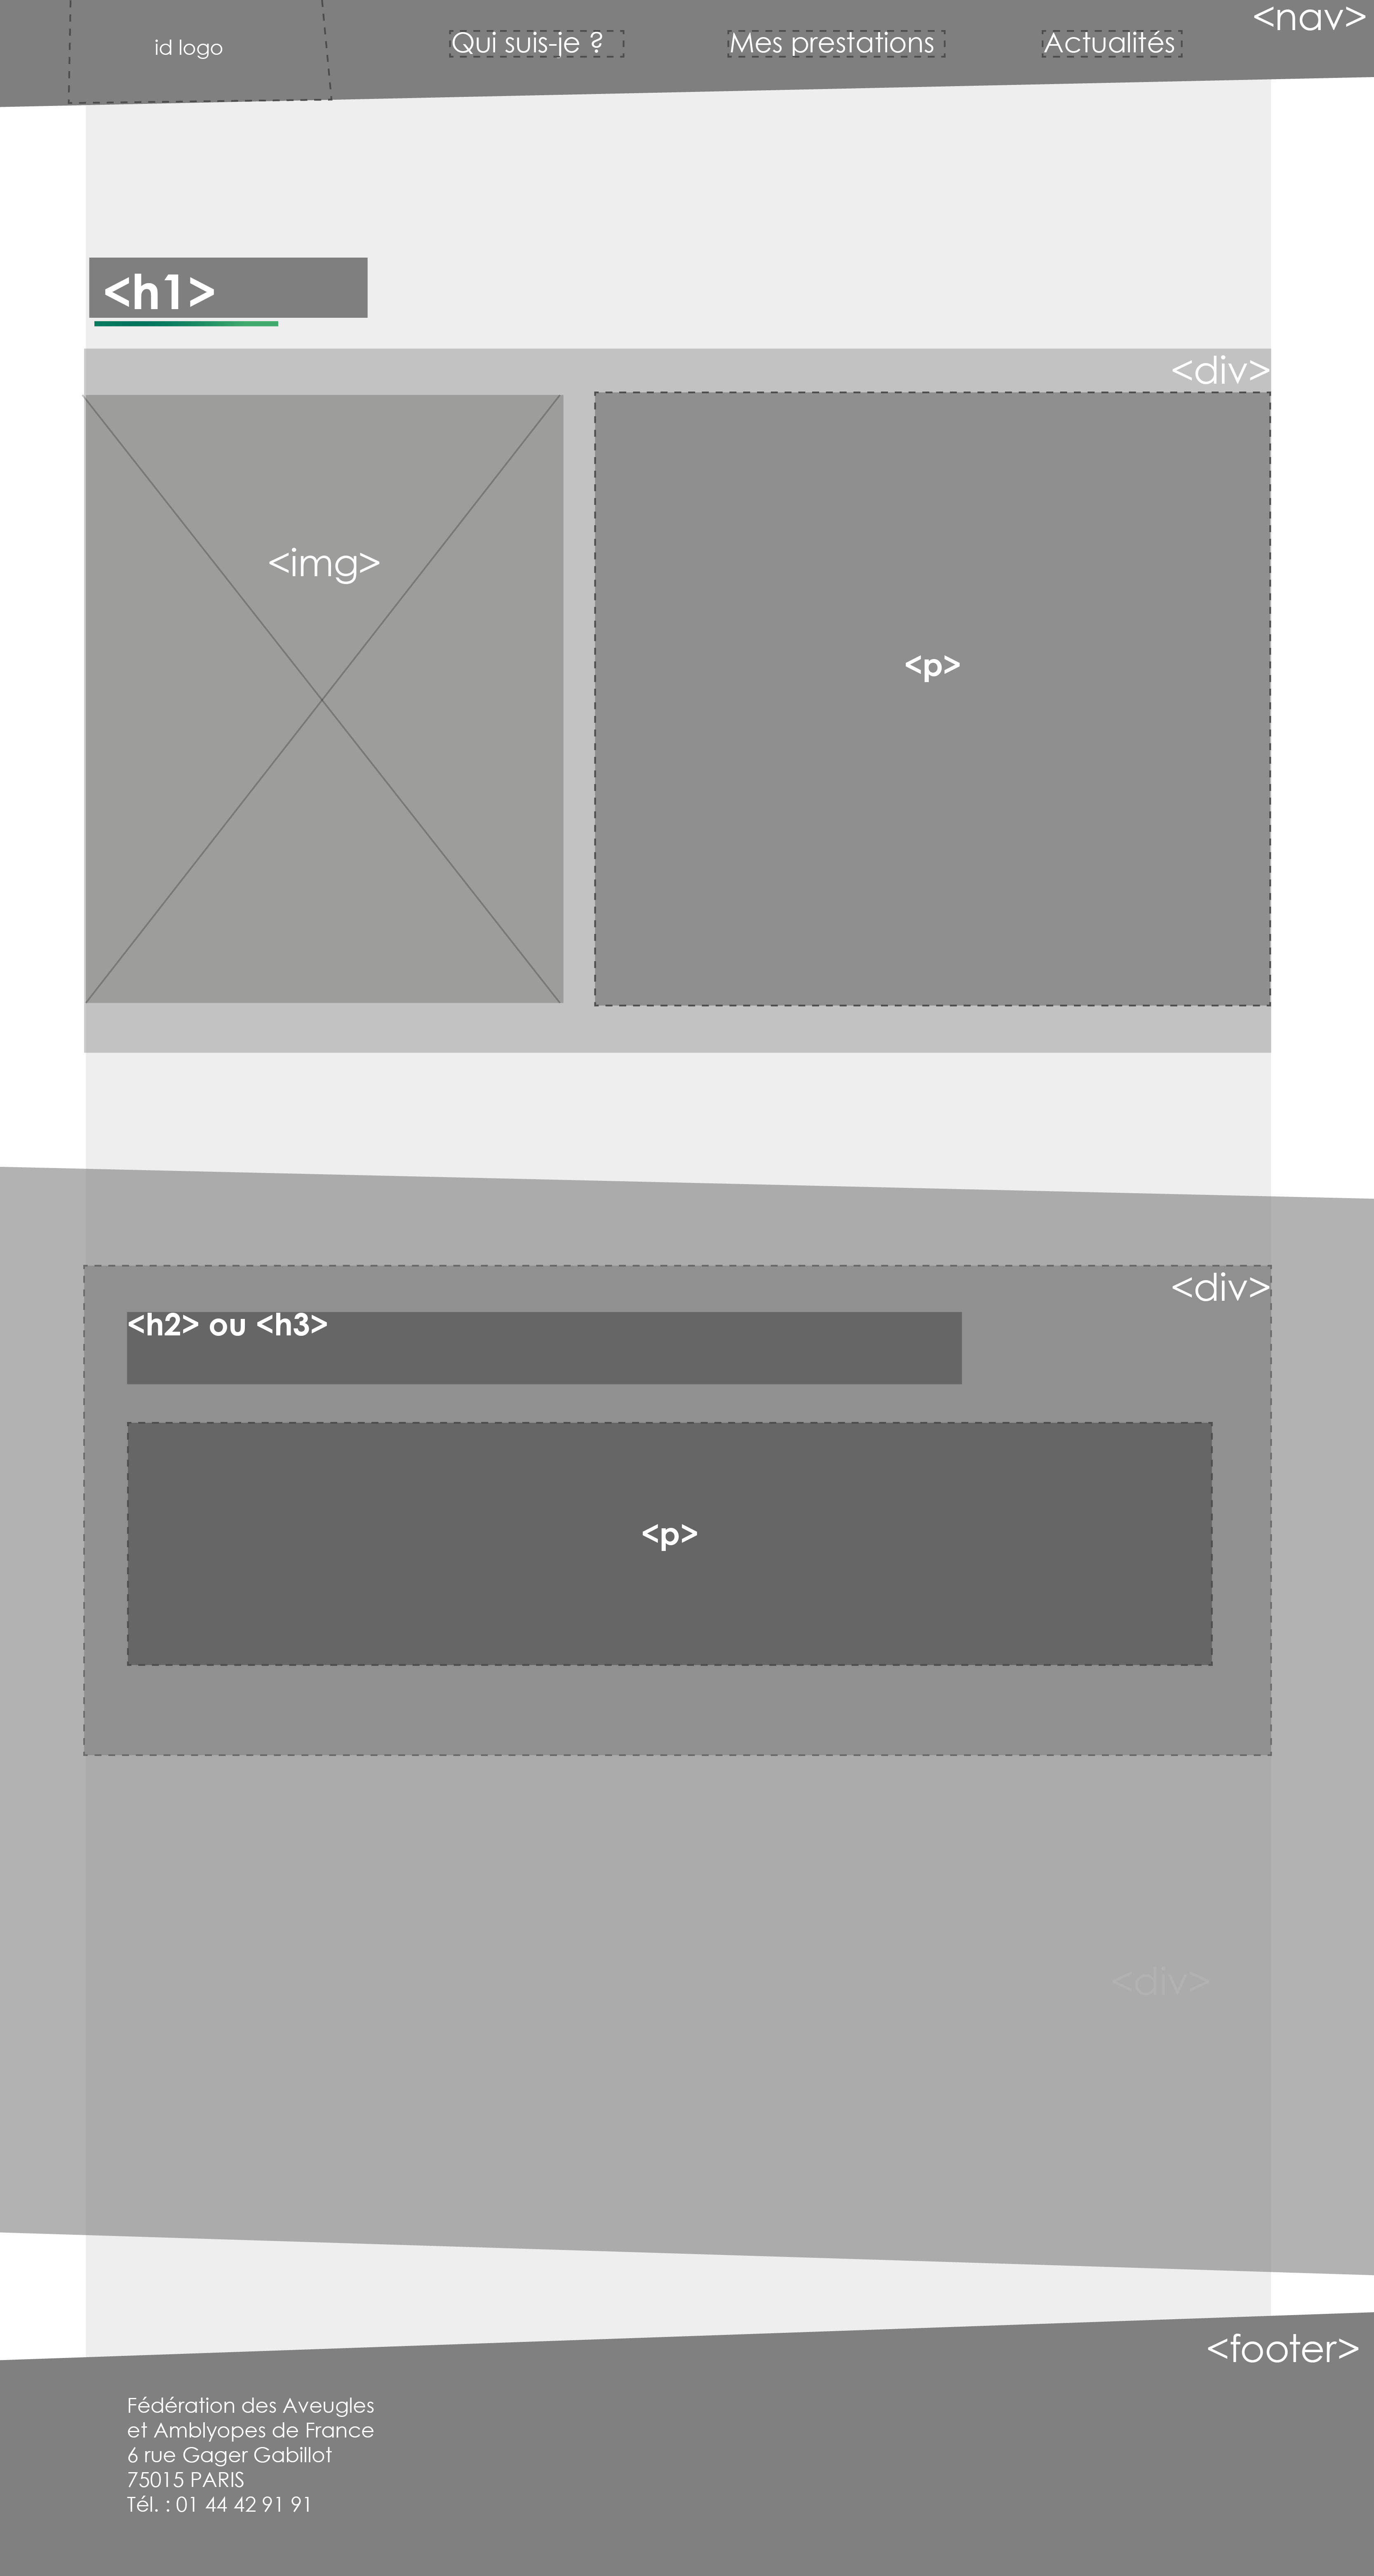 <nav>
id logo
Qui suis-je ?
Mes prestations
Actualités
<h1>
<div>
<img>
<p>
<div>
<h2> ou <h3>
<p>
<div>
<footer>
Fédération des Aveugles
et Amblyopes de France
6 rue Gager Gabillot
75015 PARIS
Tél. : 01 44 42 91 91